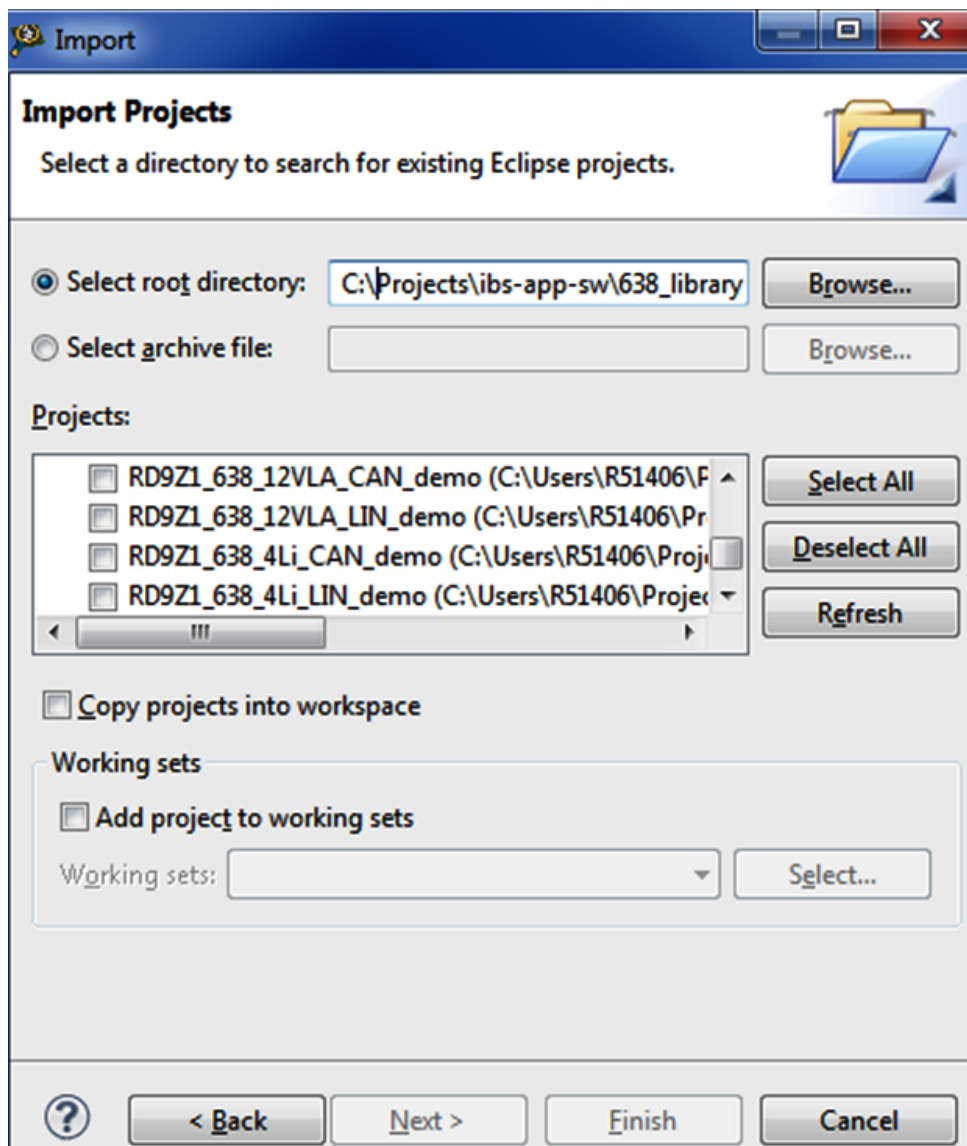 Import
Import Projects
Select a directory to search for existing Eclipse projects.
Select root directory: C:\Projects\ibs-app-sw\638_library Browse...
Select archive file: Browse...
Projects:
RD9Z1_638_12VLA_CAN_demo (C:\Users\R51406\P
RD9Z1_638_12VLA_LIN_demo (C:\Users\R51406\Pr
RD9Z1_638_4Li_CAN_demo (C:\Users\R51406\Proj
RD9Z1_638_4Li_LIN_demo (C:\Users\R51406\Projec
Select All
Deselect All
Refresh
Copy projects into workspace
Working sets
Add project to working sets
Working sets: Select...
? < Back Next > Finish Cancel